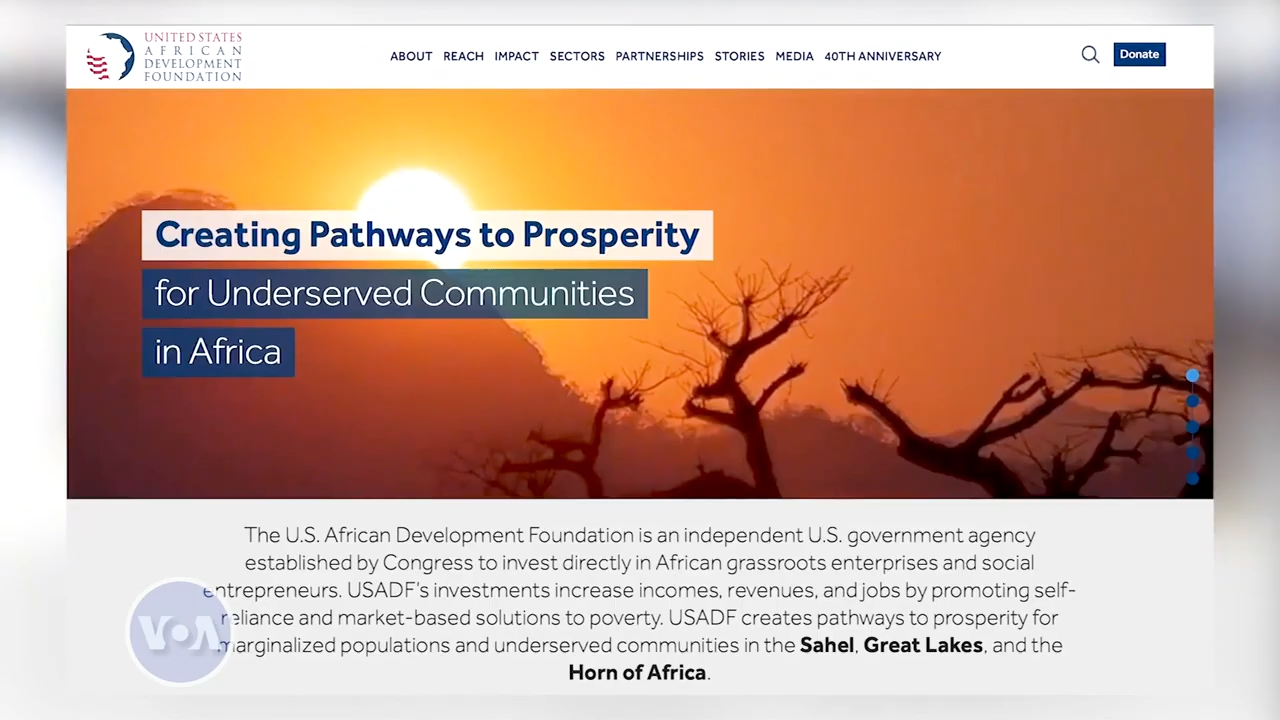 UNITED STATES
AFRICAN
DEVELOPMENT
FOUNDATION
ABOUT REACH IMPACT SECTORS PARTNERSHIPS STORIES MEDIA 40TH ANNIVERSARY
Donate
Creating Pathways to Prosperity
for Underserved Communities
in Africa
The U.S. African Development Foundation is an independent U.S. government agency
established by Congress to invest directly in African grassroots enterprises and social
entrepreneurs. USADF's investments increase incomes, revenues, and jobs by promoting self-
reliance and market-based solutions to poverty. USADF creates pathways to prosperity for
marginalized populations and underserved communities in the Sahel, Great Lakes, and the
Horn of Africa.
VOA